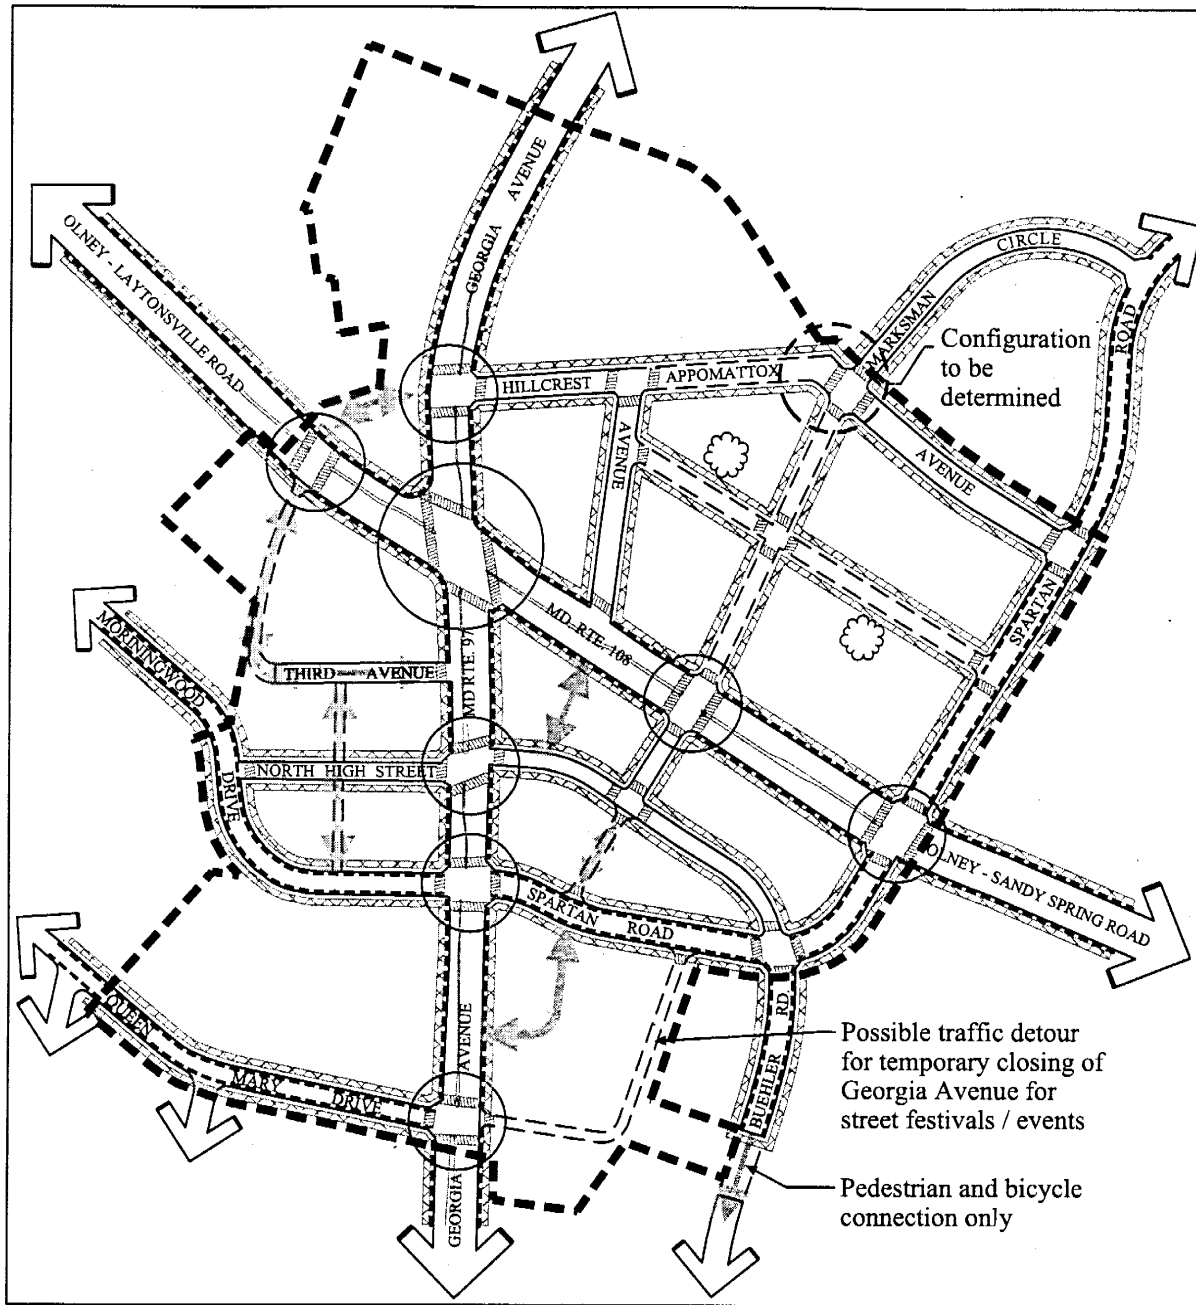 GEORGIA AVENUE
OLNEY - LAYTONSVILLE ROAD
CIRCLE
MARKSMAN
ROAD
Configuration
to be
determined
HILLCREST
APPOMATTOX
AVENUE
AVENUE
SPARTAN
MD. RTE. 108
MD RTE. 97
MORININGWOOD
DRIVE
THIRD AVENUE
NORTH HIGH STREET
SPARTAN
ROAD
OLNEY - SANDY SPRING ROAD
QUEEN
MARY
DRIVE
AVENUE
GEORGIA
BUEHLER RD.
Possible traffic detour
for temporary closing of
Georgia Avenue for
street festivals / events
Pedestrian and bicycle
connection only